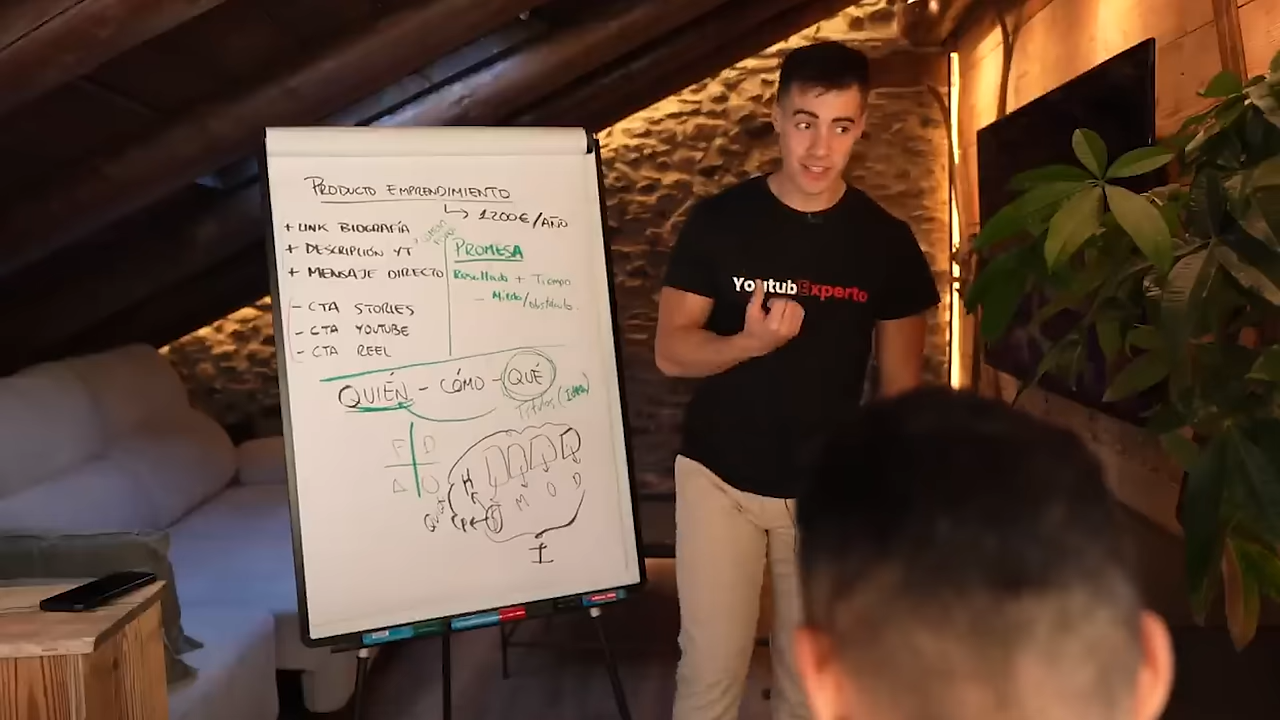 PRODUCTO EMPRENDIMIENTO
↳ 1200€/AÑO
+ LINK BIOGRAFÍA
+ DESCRIPCIÓN YT
+ MENSAJE DIRECTO
- CTA STORIES
- CTA YOUTUBE
- CTA REEL
PROMESA
Resultado + Tiempo
- Miedo/obstáculo.
QUIÉN - CÓMO - QUÉ
Títulos
F D
A O
H
M O D
I
YoutubExperto